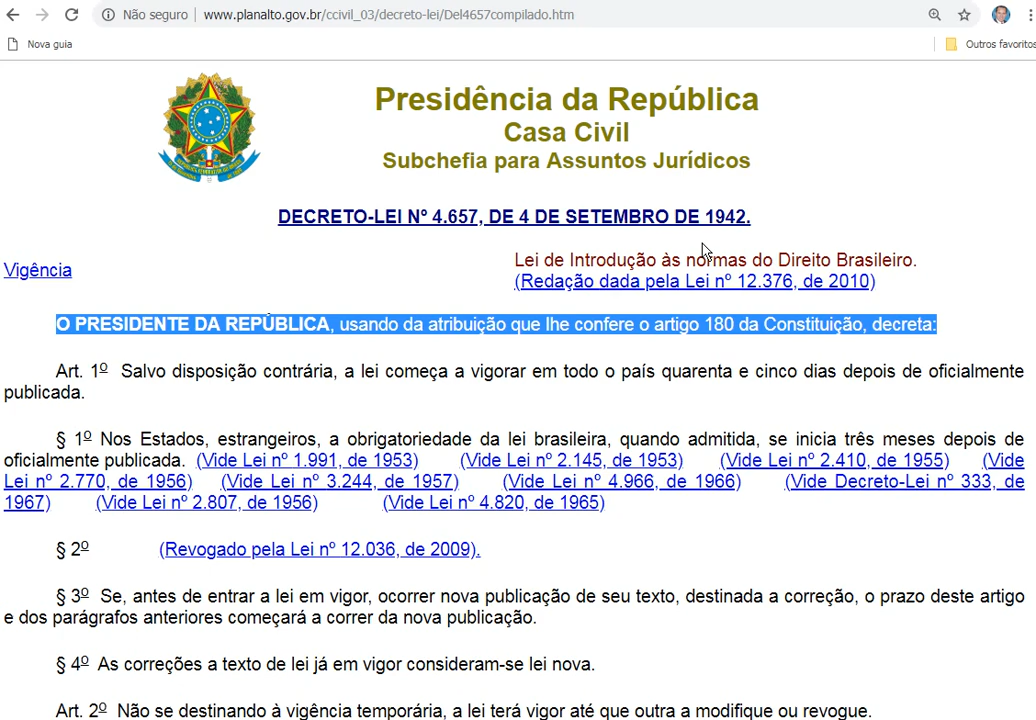 Não seguro | www.planalto.gov.br/ccivil_03/decreto-lei/Del4657compilado.htm
Nova guia
Outros favoritos
Presidência da República
Casa Civil
Subchefia para Assuntos Jurídicos
DECRETO-LEI Nº 4.657, DE 4 DE SETEMBRO DE 1942.
Vigência
Lei de Introdução às normas do Direito Brasileiro.
(Redação dada pela Lei nº 12.376, de 2010)
O PRESIDENTE DA REPÚBLICA, usando da atribuição que lhe confere o artigo 180 da Constituição, decreta:
Art. 1º Salvo disposição contrária, a lei começa a vigorar em todo o país quarenta e cinco dias depois de oficialmente
publicada.
§ 1º Nos Estados, estrangeiros, a obrigatoriedade da lei brasileira, quando admitida, se inicia três meses depois de
oficialmente publicada. (Vide Lei nº 1.991, de 1953) (Vide Lei nº 2.145, de 1953) (Vide Lei nº 2.410, de 1955) (Vide
Lei nº 2.770, de 1956) (Vide Lei nº 3.244, de 1957) (Vide Lei nº 4.966, de 1966) (Vide Decreto-Lei nº 333, de
1967) (Vide Lei nº 2.807, de 1956) (Vide Lei nº 4.820, de 1965)
§ 2º (Revogado pela Lei nº 12.036, de 2009).
§ 3º Se, antes de entrar a lei em vigor, ocorrer nova publicação de seu texto, destinada a correção, o prazo deste artigo
e dos parágrafos anteriores começará a correr da nova publicação.
§ 4º As correções a texto de lei já em vigor consideram-se lei nova.
Art. 2º Não se destinando à vigência temporária, a lei terá vigor até que outra a modifique ou revogue.